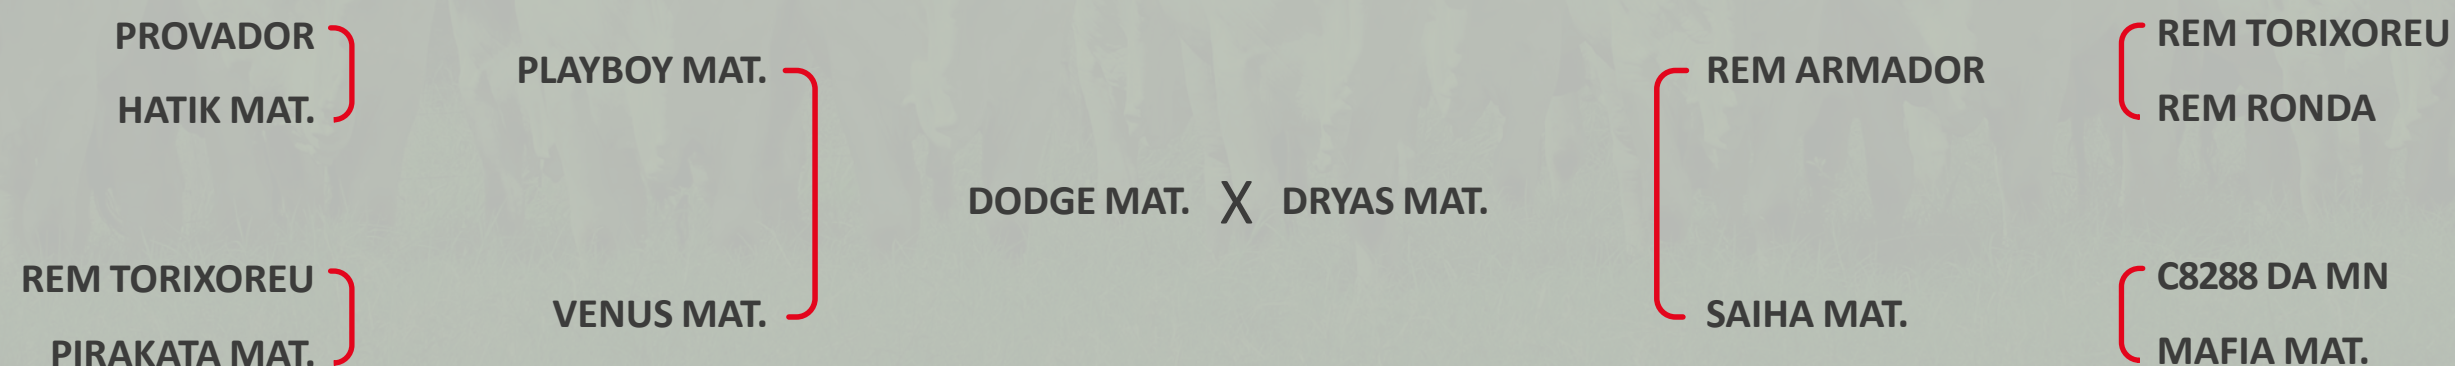 PROVADOR
HATIK MAT.
PLAYBOY MAT.
REM TORIXOREU
PIRAKATA MAT.
VENUS MAT.
DODGE MAT. X DRYAS MAT.
REM ARMADOR
REM TORIXOREU
REM RONDA
SAIHA MAT.
C8288 DA MN
MAFIA MAT.